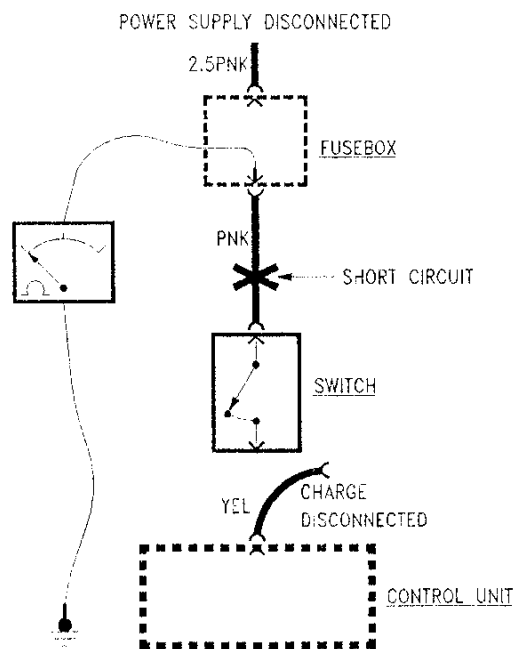 POWER SUPPLY DISCONNECTED
2.5PNK
FUSEBOX
PNK
SHORT CIRCUIT
Ω
SWITCH
YEL
CHARGE
DISCONNECTED
CONTROL UNIT